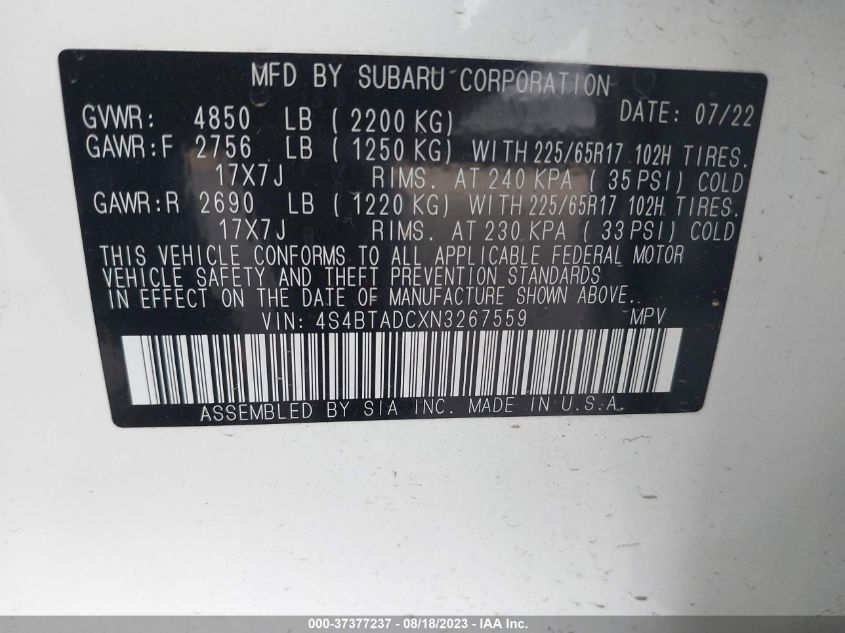 MFD BY SUBARU CORPORATION
GVWR: 4850 LB ( 2200 KG) DATE: 07/22
GAWR:F 2756 LB ( 1250 KG) WITH 225/65R17 102H TIRES.
17X7J RIMS. AT 240 KPA ( 35 PSI) COLD
GAWR:R 2690 LB ( 1220 KG) WITH 225/65R17 102H TIRES.
17X7J RIMS. AT 230 KPA ( 33 PSI) COLD
THIS VEHICLE CONFORMS TO ALL APPLICABLE FEDERAL MOTOR
VEHICLE SAFETY AND THEFT PREVENTION STANDARDS
IN EFFECT ON THE DATE OF MANUFACTURE SHOWN ABOVE.
VIN: 4S4BTADCXN3267559 MPV
ASSEMBLED BY SIA INC. MADE IN U.S.A.
000-37377237 - 08/18/2023 - © IAA, Inc.